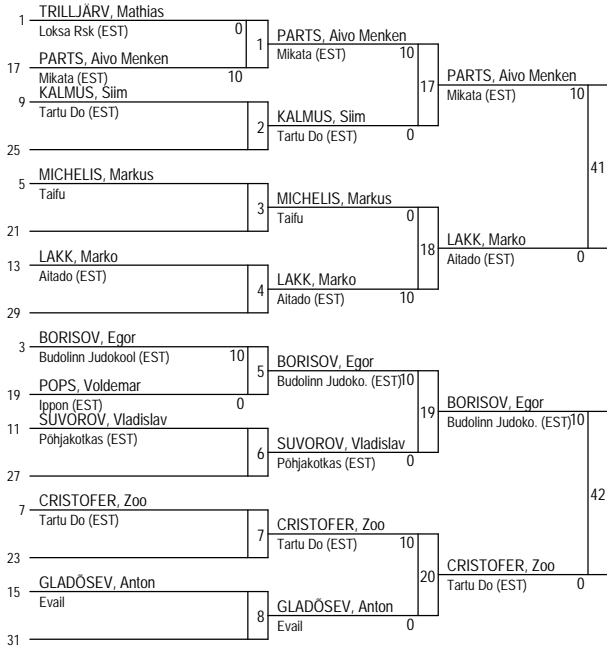 1 TRILLJÄRV, Mathias
Loksa Rsk (EST) 0
1
17 PARTS, Aivo Menken
Mikata (EST) 10
9 KALMUS, Siim
Tartu Do (EST)
2
25
5 MICHELIS, Markus
Taifu
3
21
13 LAKK, Marko
Aitado (EST)
4
29
3 BORISOV, Egor
Budolinn Judokool (EST) 10
5
19 POPS, Voldemar
Ippon (EST) 0
11 SUVOROV, Vladislav
Põhjakotkas (EST)
6
27
7 CRISTOFER, Zoo
Tartu Do (EST)
7
23
15 GLADÕSEV, Anton
Evail
8
31
PARTS, Aivo Menken
Mikata (EST) 10
17
KALMUS, Siim
Tartu Do (EST) 0
MICHELIS, Markus
Taifu 0
18
LAKK, Marko
Aitado (EST) 10
BORISOV, Egor
Budolinn Judoko. (EST) 10
19
SUVOROV, Vladislav
Põhjakotkas (EST) 0
CRISTOFER, Zoo
Tartu Do (EST) 10
20
GLADÕSEV, Anton
Evail 0
PARTS, Aivo Menken
Mikata (EST) 10
41
LAKK, Marko
Aitado (EST) 0
BORISOV, Egor
Budolinn Judoko. (EST) 10
42
CRISTOFER, Zoo
Tartu Do (EST) 0